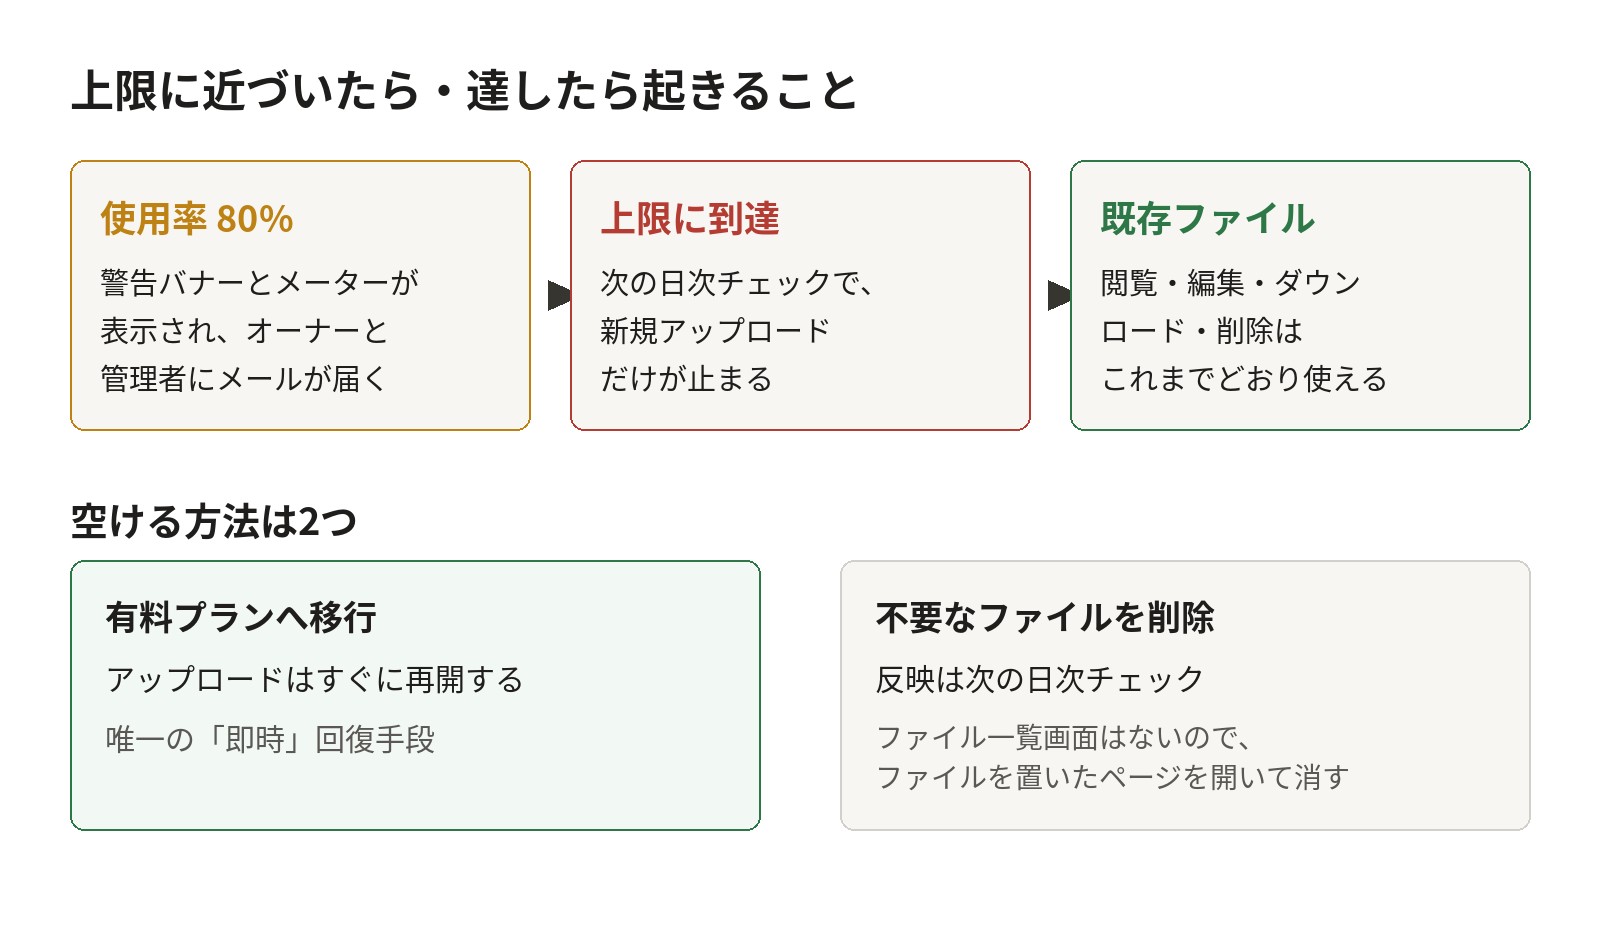 上限に近づいたら・達したら起きること
使用率 80%
警告バナーとメーターが
表示され、オーナーと
管理者にメールが届く
上限に到達
次の日次チェックで、
新規アップロード
だけが止まる
既存ファイル
閲覧・編集・ダウン
ロード・削除は
これまでどおり使える
空ける方法は2つ
有料プランへ移行
アップロードはすぐに再開する
唯一の「即時」回復手段
不要なファイルを削除
反映は次の日次チェック
ファイル一覧画面はないので、
ファイルを置いたページを開いて消す